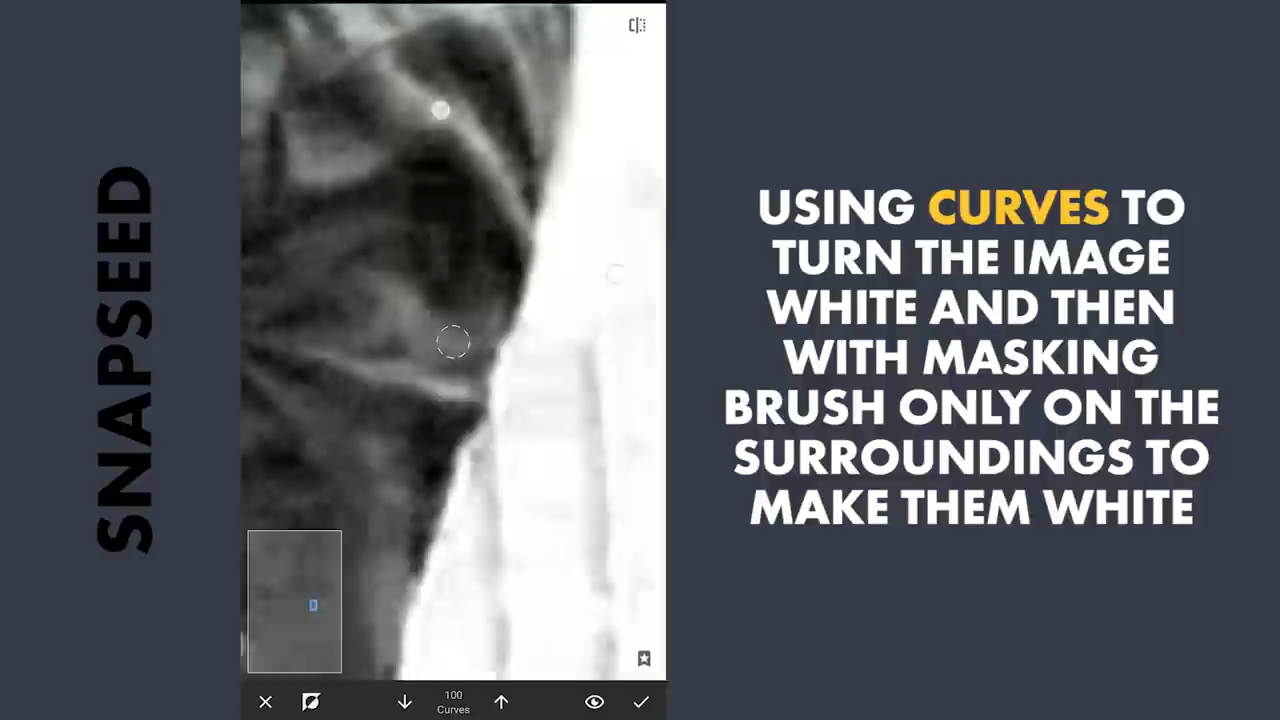 SNAPSEED
USING CURVES TO
TURN THE IMAGE
WHITE AND THEN
WITH MASKING
BRUSH ONLY ON THE
SURROUNDINGS TO
MAKE THEM WHITE
100
Curves